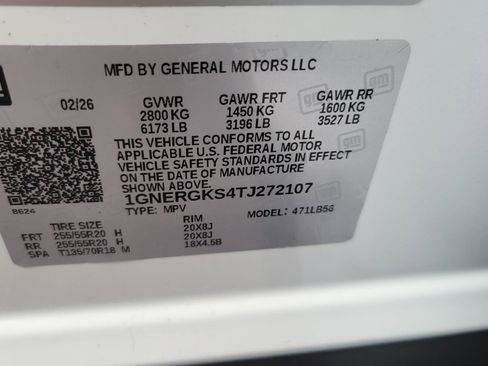 MFD BY GENERAL MOTORS LLC
gm
02/26 GVWR GAWR FRT GAWR RR
2800 KG 1450 KG 1600 KG
6173 LB 3196 LB 3527 LB
THIS VEHICLE CONFORMS TO ALL
APPLICABLE U.S. FEDERAL MOTOR
VEHICLE SAFETY STANDARDS IN EFFECT
ON THE DATE OF MANUFACTURE
SHOWN ABOVE.
1GNERGKS4TJ272107
8624
TYPE: MPV MODEL: 471LB56
TIRE SIZE RIM
FRT 255/55R20 H 20X8J
RR 255/55R20 H 20X8J
SPA T135/70R18 M 18X4.5B